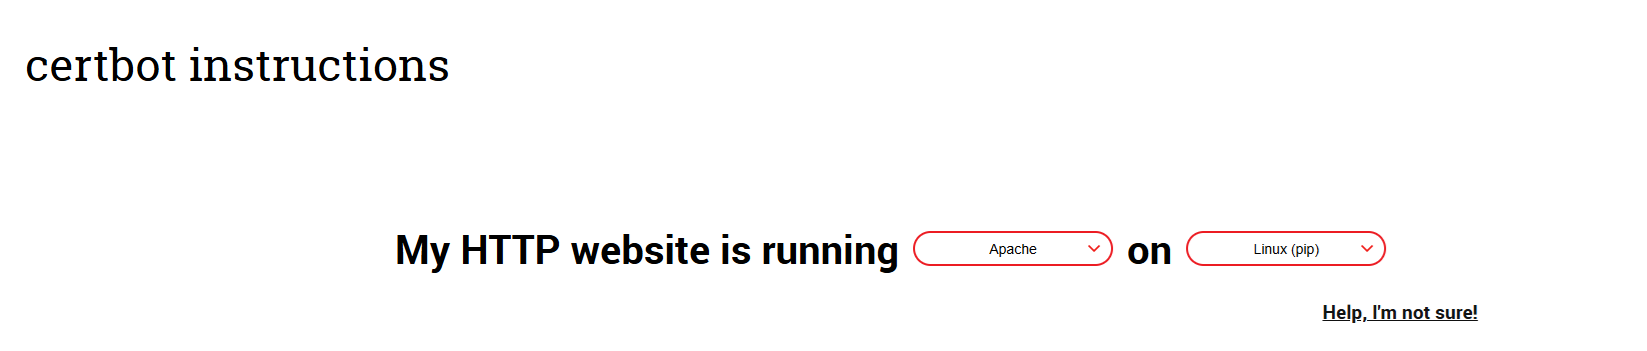 certbot instructions
My HTTP website is running Apache on Linux (pip)
Help, I'm not sure!